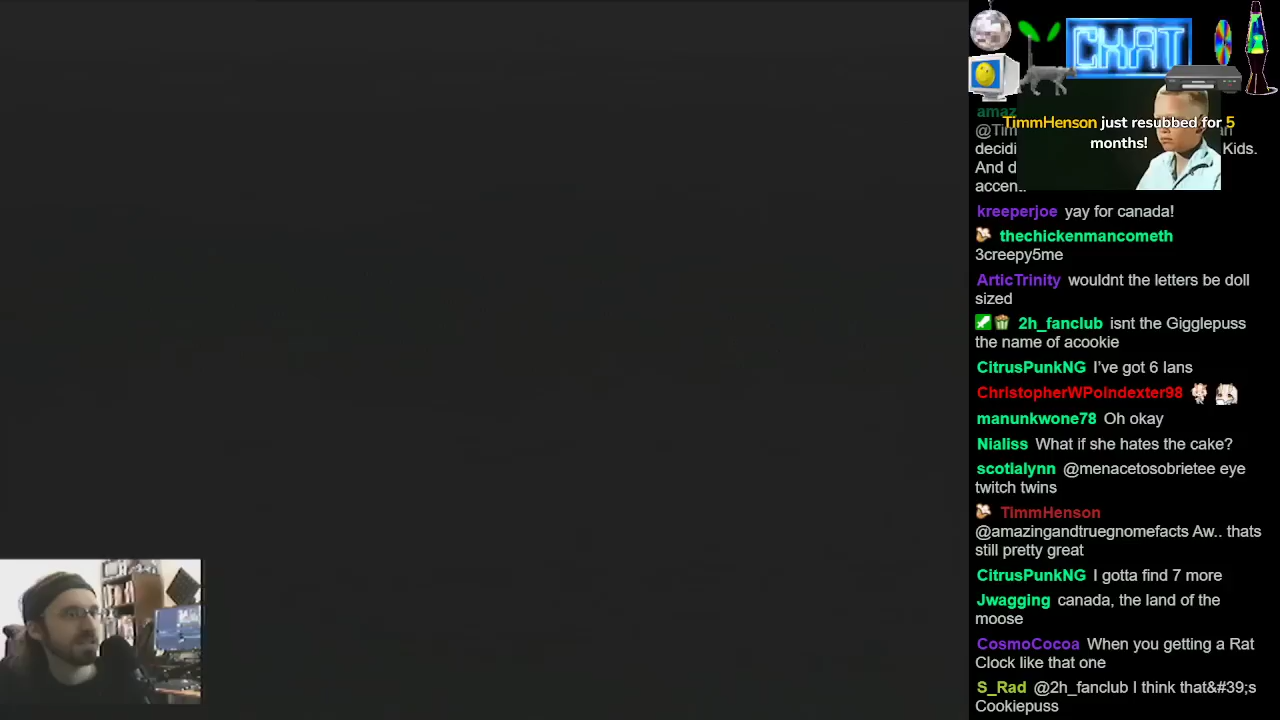 CHAT
amaz
TimmHenson just resubbed for 5
@Tim
months!
decidi Kids.
And d
accen.
kreeperjoe yay for canada!
thechickenmancometh
3creepy5me
ArticTrinity wouldnt the letters be doll
sized
2h_fanclub isnt the Gigglepuss
the name of acookie
CitrusPunkNG I've got 6 lans
ChristopherWPoindexter98
manunkwone78 Oh okay
Nialiss What if she hates the cake?
scotialynn @menacetosobrietee eye
twitch twins
TimmHenson
@amazingandtruegnomefacts Aw.. thats
still pretty great
CitrusPunkNG I gotta find 7 more
Jwagging canada, the land of the
moose
CosmoCocoa When you getting a Rat
Clock like that one
S_Rad @2h_fanclub I think that&#39;s
Cookiepuss